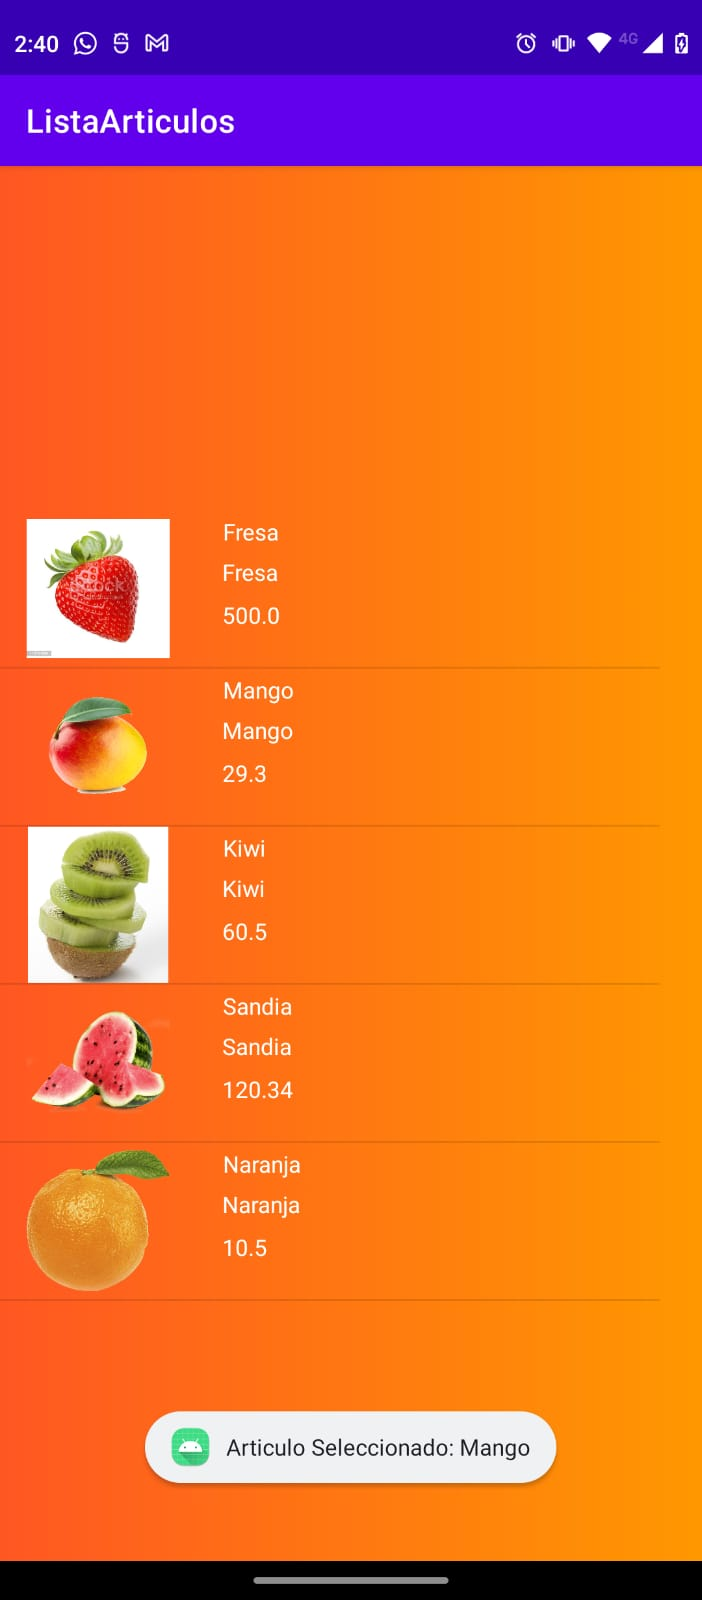 2:40
4G
ListaArticulos
Fresa
Fresa
500.0
Mango
Mango
29.3
Kiwi
Kiwi
60.5
Sandia
Sandia
120.34
Naranja
Naranja
10.5
Articulo Seleccionado: Mango